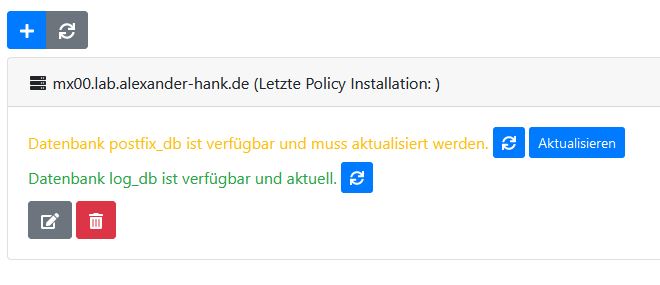 mx00.lab.alexander-hank.de (Letzte Policy Installation: )
Datenbank postfix_db ist verfügbar und muss aktualisiert werden. Aktualisieren
Datenbank log_db ist verfügbar und aktuell.